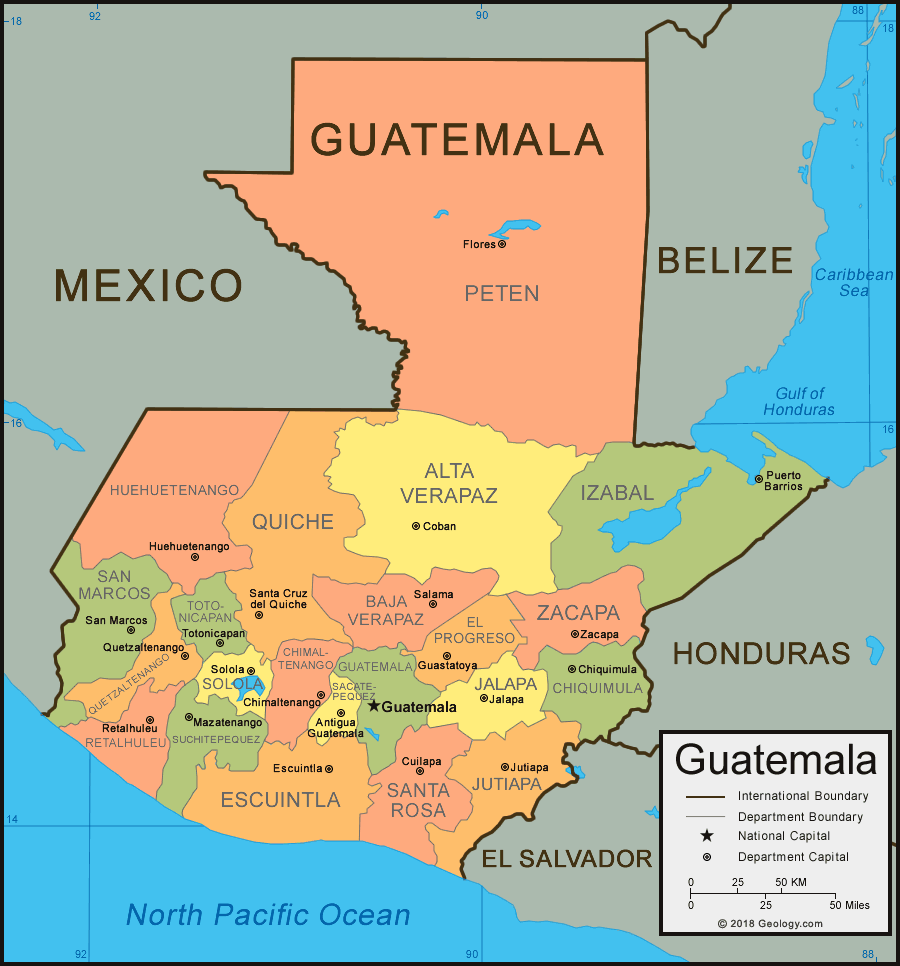 92
90
88
18
18
GUATEMALA
Flores
BELIZE
MEXICO
PETEN
Caribbean
Sea
Gulf of
Honduras
16
16
ALTA
VERAPAZ
HUEHUETENANGO
IZABAL
Puerto
Barrios
QUICHE
Coban
Huehuetenango
SAN
MARCOS
Santa Cruz
del Quiche
Salama
BAJA
VERAPAZ
TOTO-
NICAPAN
ZACAPA
San Marcos
EL
PROGRESO
Totonicapan
Zacapa
Quetzaltenango
CHIMAL-
TENANGO
GUATEMALA
Guastatoya
HONDURAS
Solola
SOLOLA
QUETZALTENANGO
Chiquimula
CHIQUIMULA
JALAPA
Jalapa
SACATE-
PEQUEZ
Chimaltenango
Guatemala
Antigua
Guatemala
Retalhuleu
RETALHULEU
Mazatenango
SUCHITEPEQUEZ
Escuintla
Cuilapa
Jutiapa
JUTIAPA
ESCUINTLA
SANTA
ROSA
14
EL SALVADOR
North Pacific Ocean
Guatemala
International Boundary
Department Boundary
National Capital
Department Capital
0 25 50 KM
0 25 50 Miles
© 2018 Geology.com
92
90
88